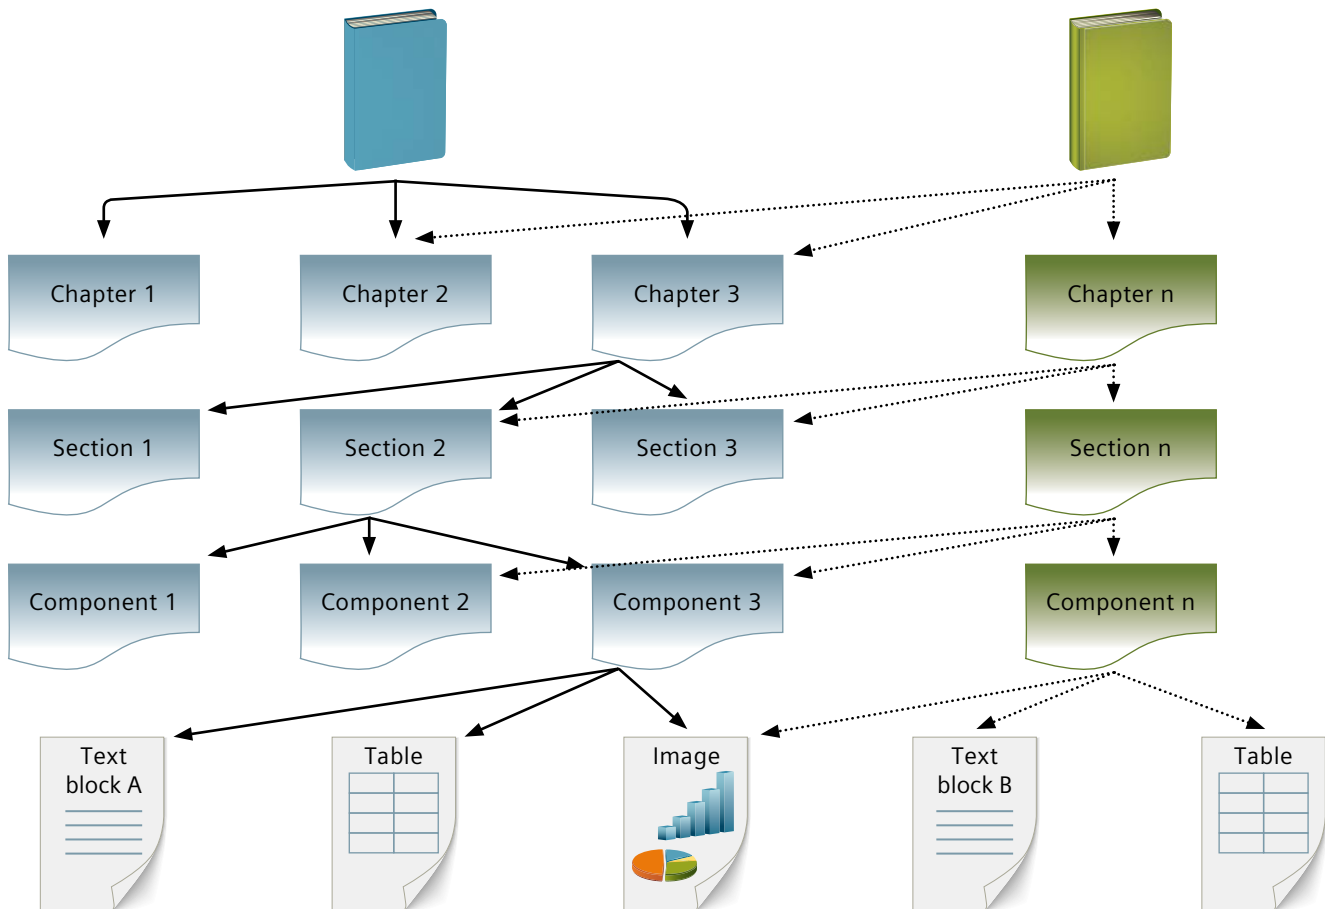 Chapter 1
Chapter 2
Chapter 3
Chapter n
Section 1
Section 2
Section 3
Section n
Component 1
Component 2
Component 3
Component n
Text
block A
Table
Image
Text
block B
Table